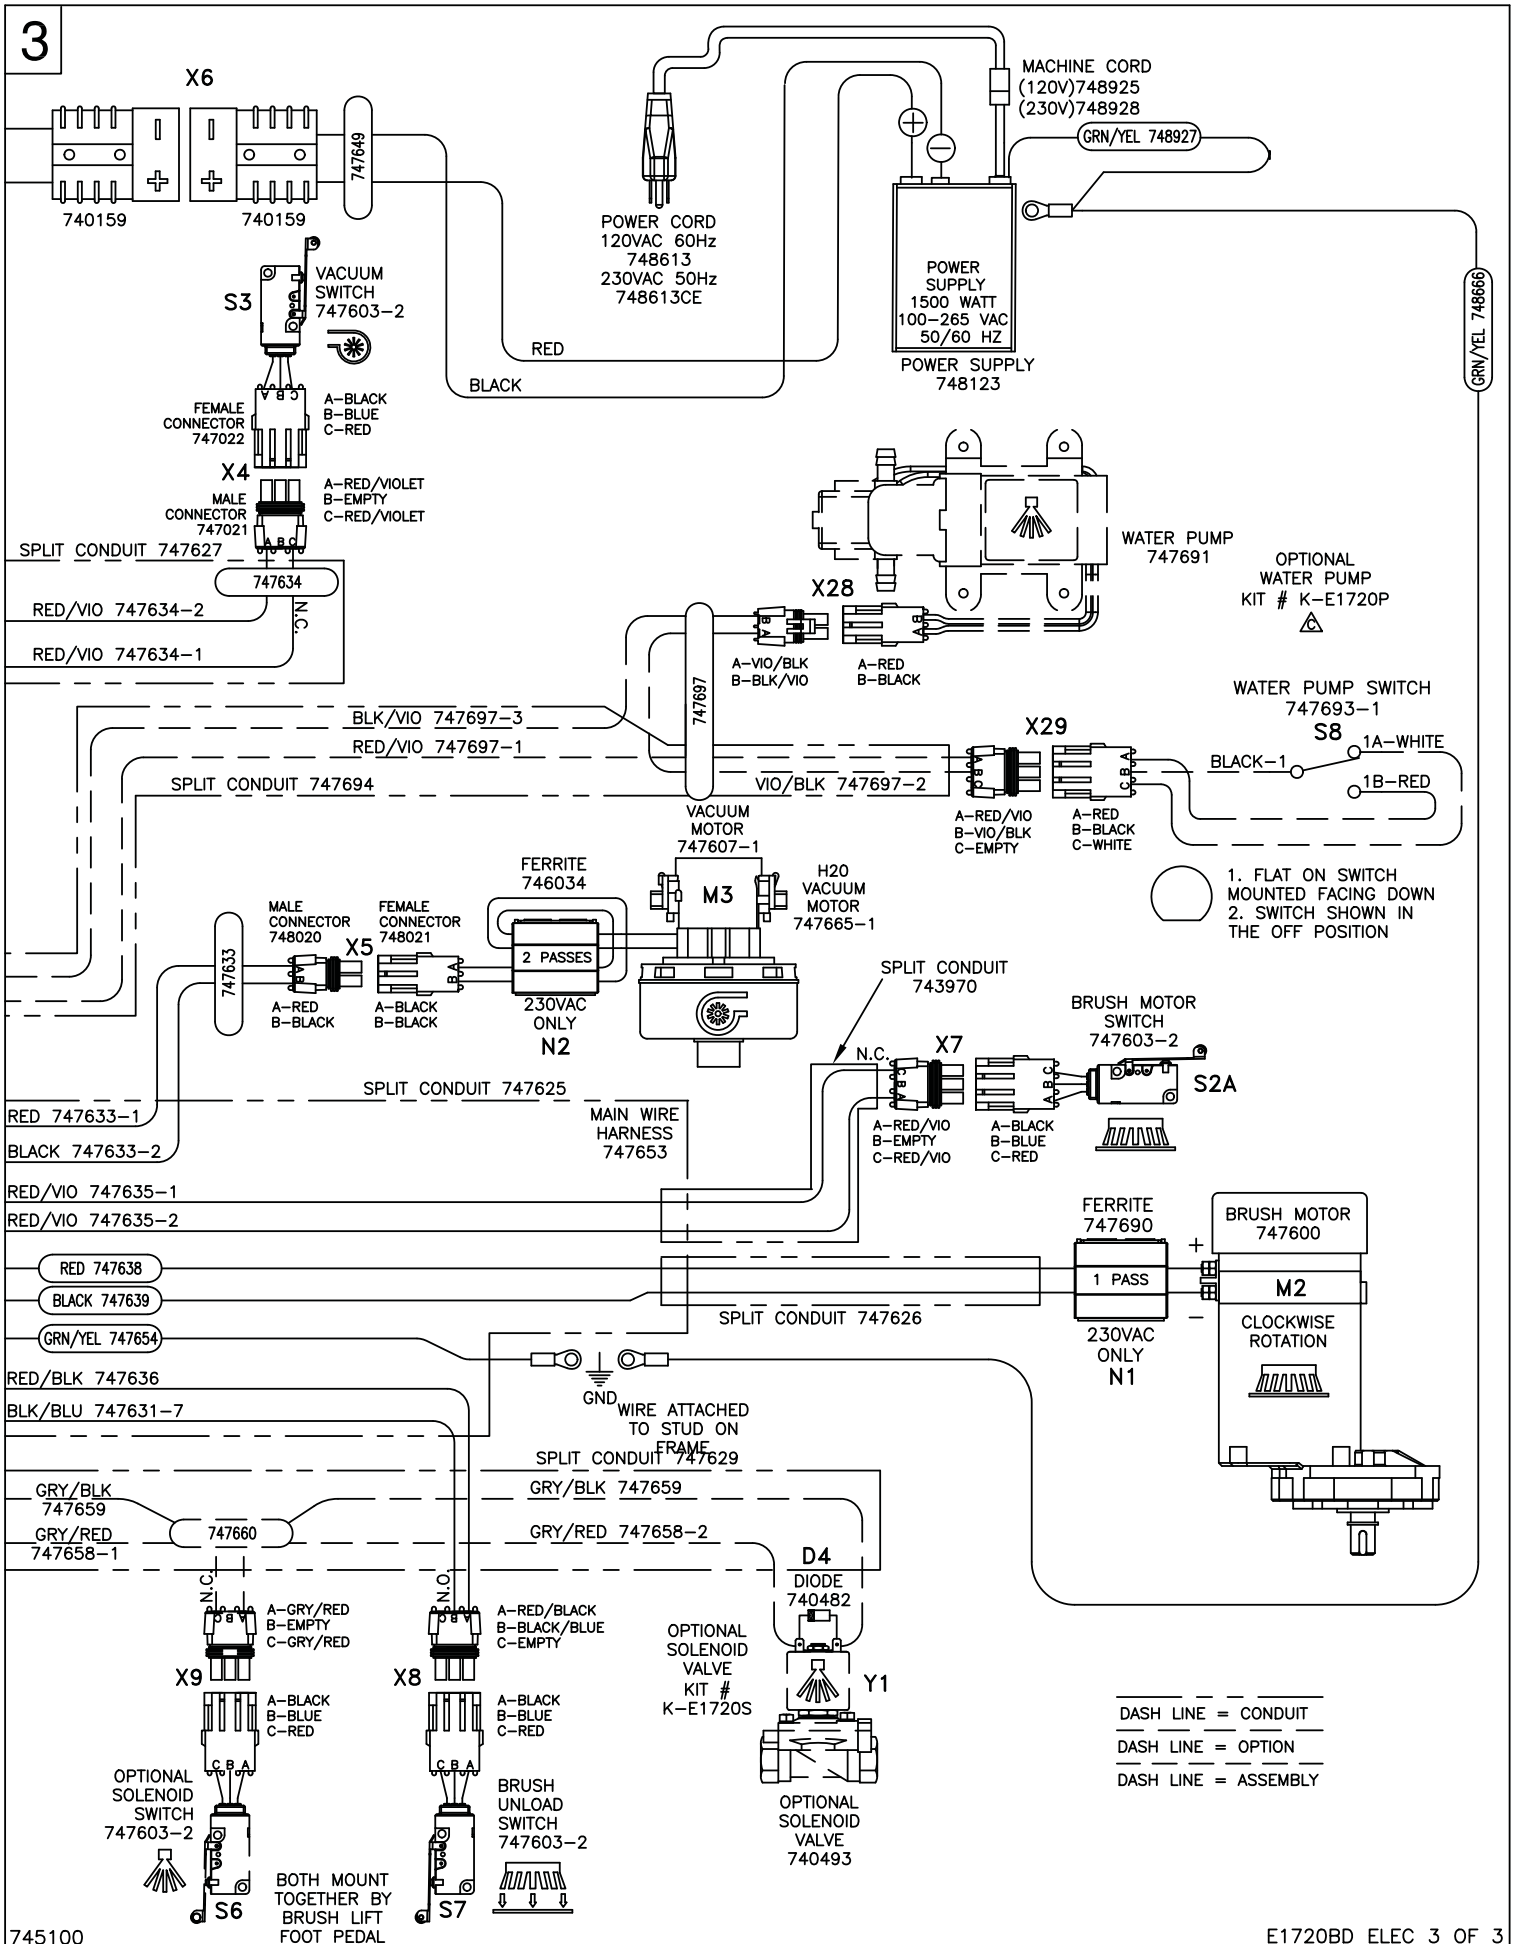 3
X6
740159
740159
747649
MACHINE CORD
(120V)748925
(230V)748928
GRN/YEL 748927
POWER CORD
120VAC 60Hz
748613
230VAC 50Hz
748613CE
POWER
SUPPLY
1500 WATT
100-265 VAC
50/60 HZ
POWER SUPPLY
748123
GRN/YEL 748666
S3
VACUUM
SWITCH
747603-2
RED
BLACK
A B C
FEMALE
CONNECTOR
747022
A-BLACK
B-BLUE
C-RED
X4
MALE
CONNECTOR
747021
A-RED/VIOLET
B-EMPTY
C-RED/VIOLET
A B C
SPLIT CONDUIT 747627
747634
RED/VIO 747634-2
N.C.
RED/VIO 747634-1
WATER PUMP
747691
OPTIONAL
WATER PUMP
KIT # K-E1720P
C
X28
B
A
B
A
A-VIO/BLK
B-BLK/VIO
A-RED
B-BLACK
747697
WATER PUMP SWITCH
747693-1
S8
BLK/VIO 747697-3
RED/VIO 747697-1
SPLIT CONDUIT 747694
VIO/BLK 747697-2
X29
A
B
C
A
B
C
BLACK-1
1A-WHITE
1B-RED
A-RED/VIO
B-VIO/BLK
C-EMPTY
A-RED
B-BLACK
C-WHITE
1. FLAT ON SWITCH
MOUNTED FACING DOWN
2. SWITCH SHOWN IN
THE OFF POSITION
VACUUM
MOTOR
747607-1
M3
H20
VACUUM
MOTOR
747665-1
FERRITE
746034
2 PASSES
230VAC
ONLY
N2
747633
MALE
CONNECTOR
748020
FEMALE
CONNECTOR
748021
X5
A
B
A
B
A-RED
B-BLACK
A-BLACK
B-BLACK
SPLIT CONDUIT
743970
BRUSH MOTOR
SWITCH
747603-2
N.C.
X7
C
B
A
A B C
S2A
A-RED/VIO
B-EMPTY
C-RED/VIO
A-BLACK
B-BLUE
C-RED
SPLIT CONDUIT 747625
RED 747633-1
BLACK 747633-2
MAIN WIRE
HARNESS
747653
RED/VIO 747635-1
RED/VIO 747635-2
FERRITE
747690
1 PASS
230VAC
ONLY
N1
+
−
BRUSH MOTOR
747600
M2
CLOCKWISE
ROTATION
RED 747638
BLACK 747639
SPLIT CONDUIT 747626
GRN/YEL 747654
GND
WIRE ATTACHED
TO STUD ON
FRAME
RED/BLK 747636
BLK/BLU 747631-7
SPLIT CONDUIT 747629
GRY/BLK
747659
GRY/BLK 747659
747660
GRY/RED
747658-1
GRY/RED 747658-2
D4
DIODE
740482
N.C.
C B A
A-GRY/RED
B-EMPTY
C-GRY/RED
N.O.
C B A
A-RED/BLACK
B-BLACK/BLUE
C-EMPTY
X9
A-BLACK
B-BLUE
C-RED
X8
A-BLACK
B-BLUE
C-RED
C B A
C B A
OPTIONAL
SOLENOID
VALVE
KIT #
K-E1720S
Y1
OPTIONAL
SOLENOID
VALVE
740493
OPTIONAL
SOLENOID
SWITCH
747603-2
S6
BRUSH
UNLOAD
SWITCH
747603-2
S7
BOTH MOUNT
TOGETHER BY
BRUSH LIFT
FOOT PEDAL
DASH LINE = CONDUIT
DASH LINE = OPTION
DASH LINE = ASSEMBLY
745100
E1720BD ELEC 3 OF 3